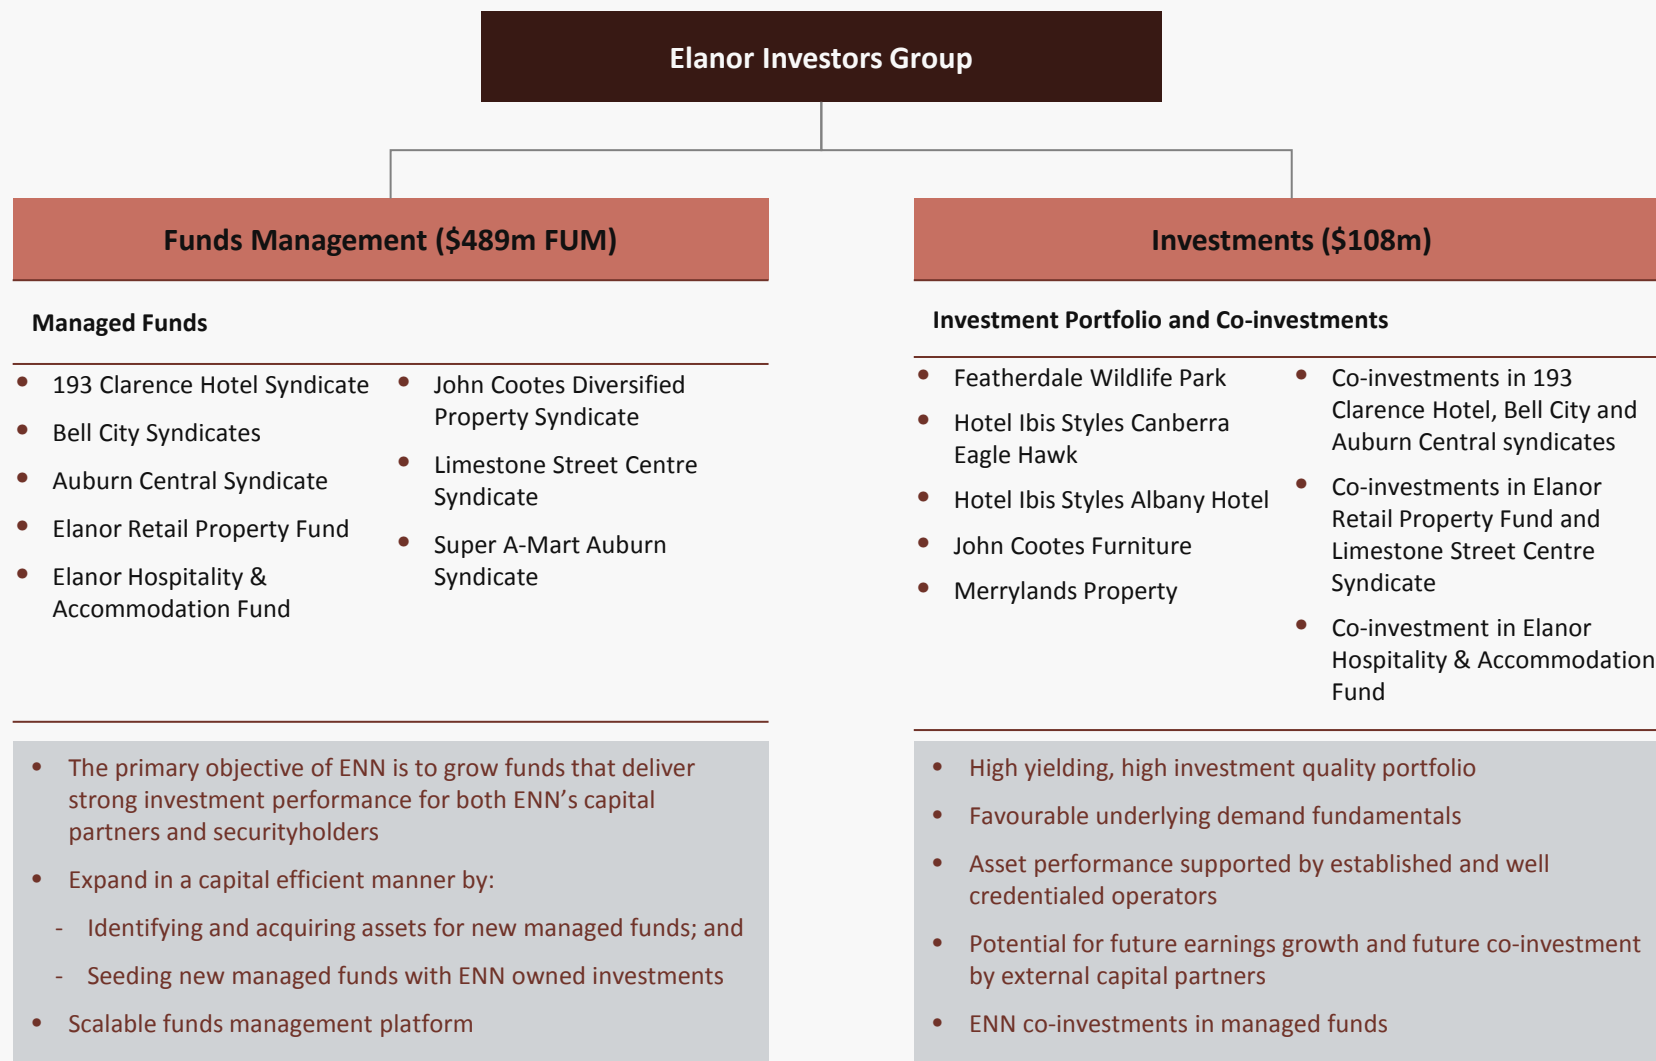 Elanor Investors Group
Funds Management ($489m FUM)
Managed Funds
• 193 Clarence Hotel Syndicate
• Bell City Syndicates
• Auburn Central Syndicate
• Elanor Retail Property Fund
• Elanor Hospitality &
Accommodation Fund
• John Cootes Diversified
Property Syndicate
• Limestone Street Centre
Syndicate
• Super A-Mart Auburn
Syndicate
• The primary objective of ENN is to grow funds that deliver
strong investment performance for both ENN’s capital
partners and securityholders
• Expand in a capital efficient manner by:
- Identifying and acquiring assets for new managed funds; and
- Seeding new managed funds with ENN owned investments
• Scalable funds management platform
Investments ($108m)
Investment Portfolio and Co-investments
• Featherdale Wildlife Park
• Hotel Ibis Styles Canberra
Eagle Hawk
• Hotel Ibis Styles Albany Hotel
• John Cootes Furniture
• Merrylands Property
• Co-investments in 193
Clarence Hotel, Bell City and
Auburn Central syndicates
• Co-investments in Elanor
Retail Property Fund and
Limestone Street Centre
Syndicate
• Co-investment in Elanor
Hospitality & Accommodation
Fund
• High yielding, high investment quality portfolio
• Favourable underlying demand fundamentals
• Asset performance supported by established and well
credentialed operators
• Potential for future earnings growth and future co-investment
by external capital partners
• ENN co-investments in managed funds